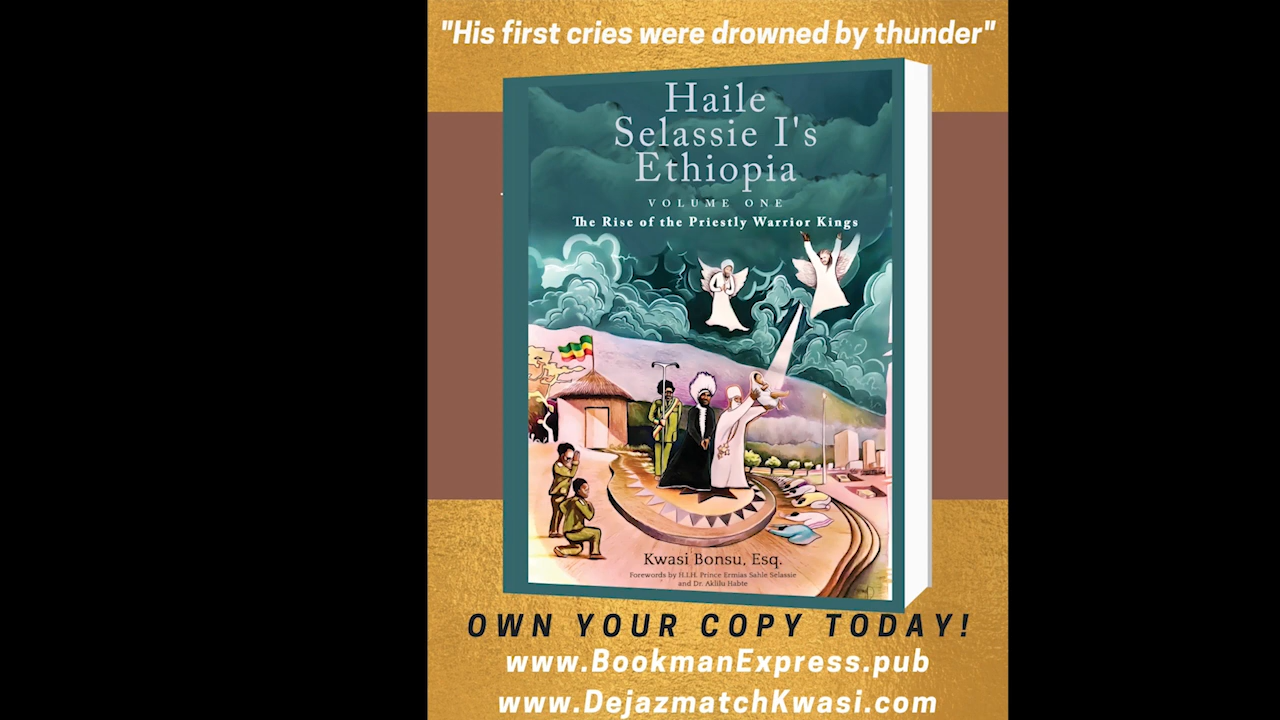 "His first cries were drowned by thunder"
Haile
Selassie I's
Ethiopia
VOLUME ONE
The Rise of the Priestly Warrior Kings
Kwasi Bonsu, Esq.
Forewords by H.I.H. Prince Ermias Sahle Selassie
and Dr. Aklilu Habte
OWN YOUR COPY TODAY!
www.BookmanExpress.pub
www.DejazmatchKwasi.com